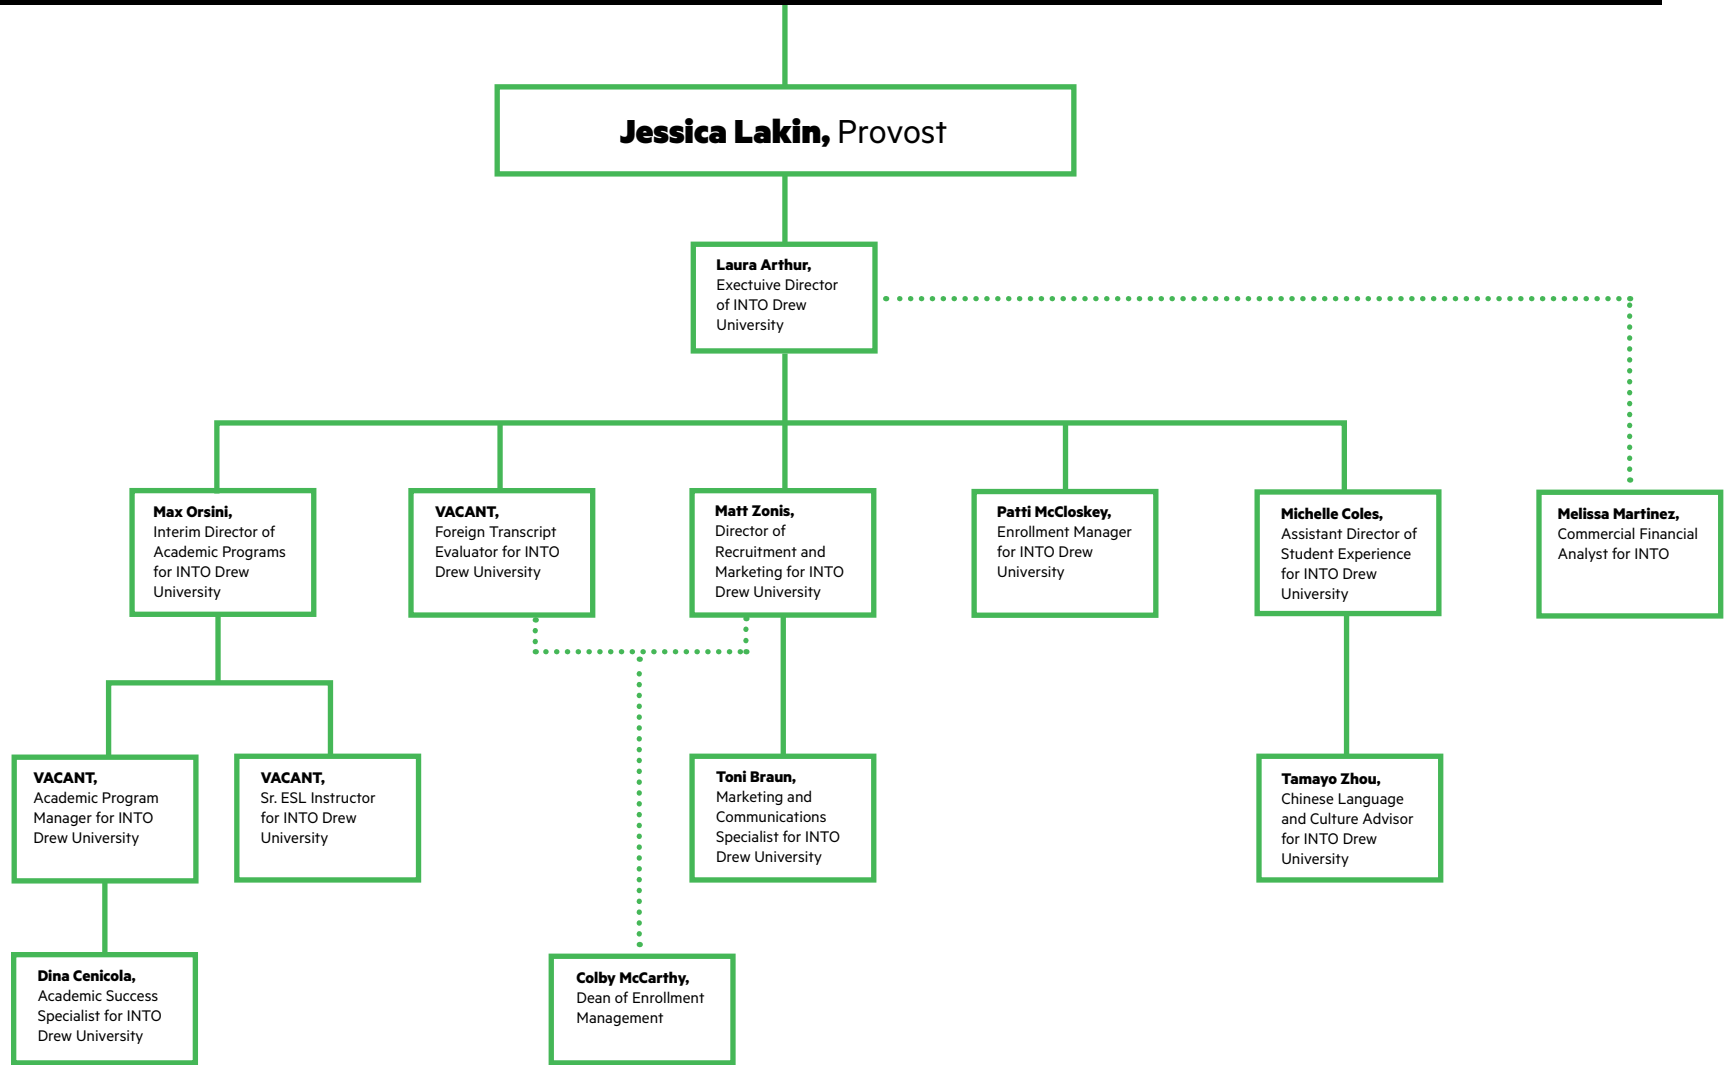 Jessica Lakin, Provost
Laura Arthur,
Exectuive Director
of INTO Drew
University
Max Orsini,
Interim Director of
Academic Programs
for INTO Drew
University
VACANT,
Foreign Transcript
Evaluator for INTO
Drew University
Matt Zonis,
Director of
Recruitment and
Marketing for INTO
Drew University
Patti McCloskey,
Enrollment Manager
for INTO Drew
University
Michelle Coles,
Assistant Director of
Student Experience
for INTO Drew
University
Melissa Martinez,
Commercial Financial
Analyst for INTO
VACANT,
Academic Program
Manager for INTO
Drew University
VACANT,
Sr. ESL Instructor
for INTO Drew
University
Toni Braun,
Marketing and
Communications
Specialist for INTO
Drew University
Tamayo Zhou,
Chinese Language
and Culture Advisor
for INTO Drew
University
Dina Cenicola,
Academic Success
Specialist for INTO
Drew University
Colby McCarthy,
Dean of Enrollment
Management